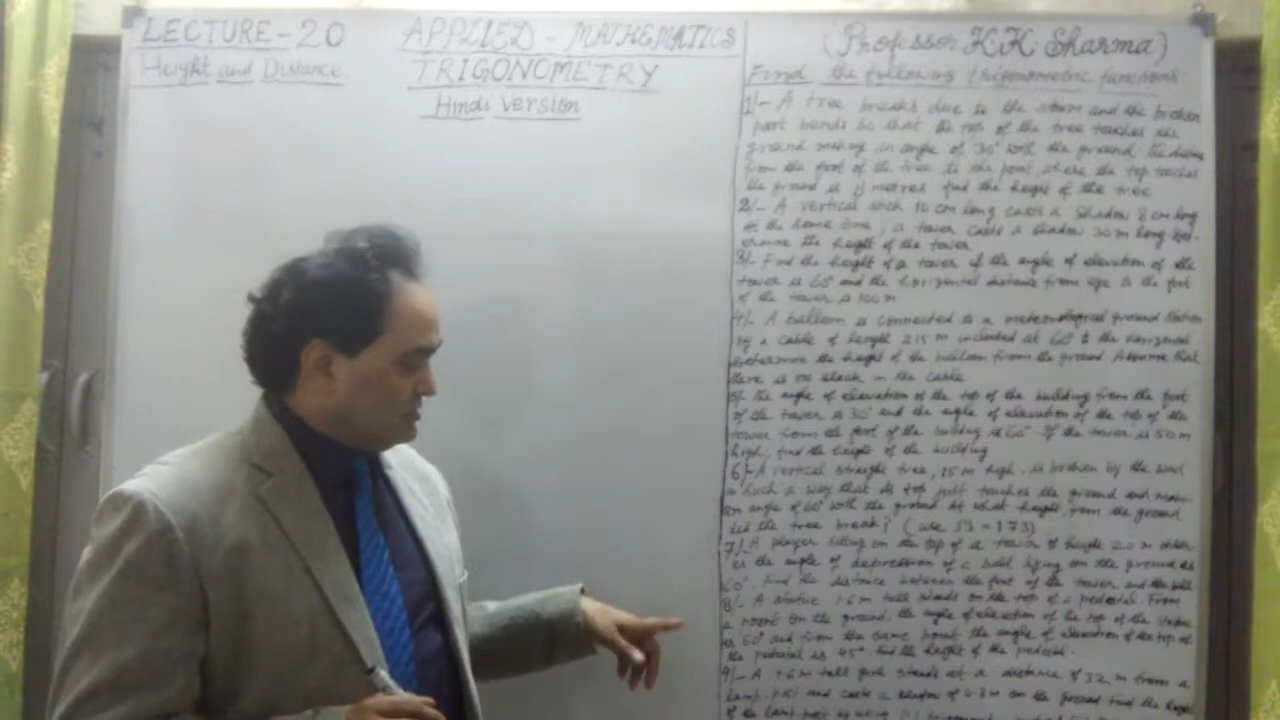 LECTURE-20
Height and Distance.
APPLIED - MATHEMATICS
TRIGONOMETRY
Hindi Version
(Professor K K Sharma)
Find the following trigonometric functions
1/- A tree breaks due to the storm and the broken
part bends so that the top of the tree touches the
ground making an angle of 30° with the ground. The
from the foot of the tree to the point, where the top touches
the ground is metres find the height of the tree
2/- A vertical stick 10 cm long casts a shadow 8 cm long
At the same time, a tower casts a shadow 30 m long Det-
ermine the height of the tower
3/- Find the height of a tower if the angle of elevation of the
tower is 60° and the horizontal distance from eye to the foot
of the tower is 100 m
4/- A balloon is connected to a meteorological ground station
by a cable of length 215 m inclined at 60° to the horizontal
determine the height of the balloon from the ground Assume that
there is no slack in the cable
5/- The angle of elevation of the top of the building from the foot
of the tower is 30° and the angle of elevation of the top of the
tower from the foot of the building is 60° If the tower is 50 m
high, find the height of the building
6/- A vertical straight tree, 15 m high, is broken by the wind
in such a way that its top just touches the ground and make
an angle of 60° with the ground At what height from the ground
did the tree break? (use √3 = 1.73)
7/- A player sitting on the top of a tower of height 20 m
the angle of depression of a ball lying on the ground as
60°. Find the distance between the foot of the tower and the ball
8/- A statue 1.6 m tall stands on the top of a pedestal. From
a point on the ground, the angle of elevation of the top of the statue
is 60° and from the same point the angle of elevation of the top of
the pedestal is 45° find the height of the pedestal.
9/- A 1.6 m tall girl stands at a distance of 3.2 m from a
lamp-post and casts a shadow of 4.8 m on the ground find the height
of the lamp-post by using